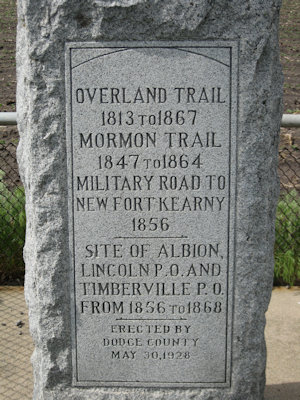 OVERLAND TRAIL
1813 TO 1867
MORMON TRAIL
1847 TO 1864
MILITARY ROAD TO
NEW FORT KEARNY
1856
SITE OF ALBION,
LINCOLN P.O. AND
TIMBERVILLE P.O.
FROM 1856 TO 1868
ERECTED BY
DODGE COUNTY
MAY 30, 1928